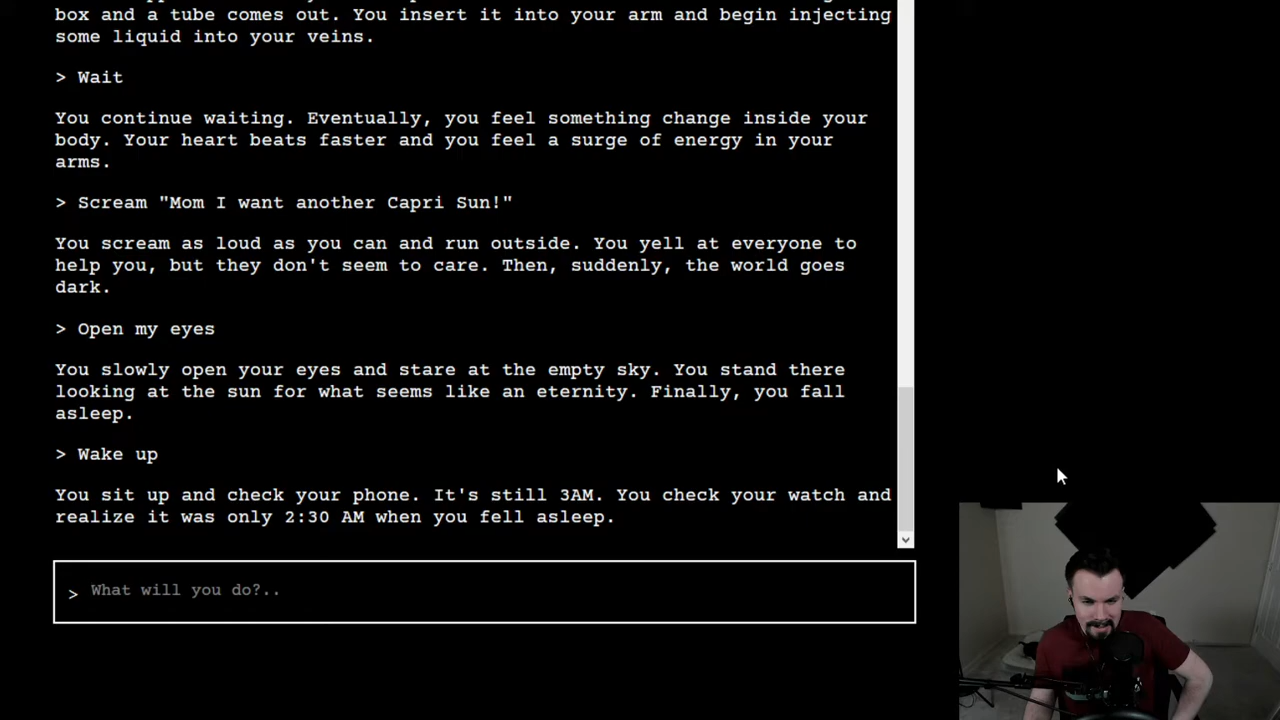 box and a tube comes out. You insert it into your arm and begin injecting
some liquid into your veins.
> Wait
You continue waiting. Eventually, you feel something change inside your
body. Your heart beats faster and you feel a surge of energy in your
arms.
> Scream "Mom I want another Capri Sun!"
You scream as loud as you can and run outside. You yell at everyone to
help you, but they don't seem to care. Then, suddenly, the world goes
dark.
> Open my eyes
You slowly open your eyes and stare at the empty sky. You stand there
looking at the sun for what seems like an eternity. Finally, you fall
asleep.
> Wake up
You sit up and check your phone. It's still 3AM. You check your watch and
realize it was only 2:30 AM when you fell asleep.
> What will you do?..